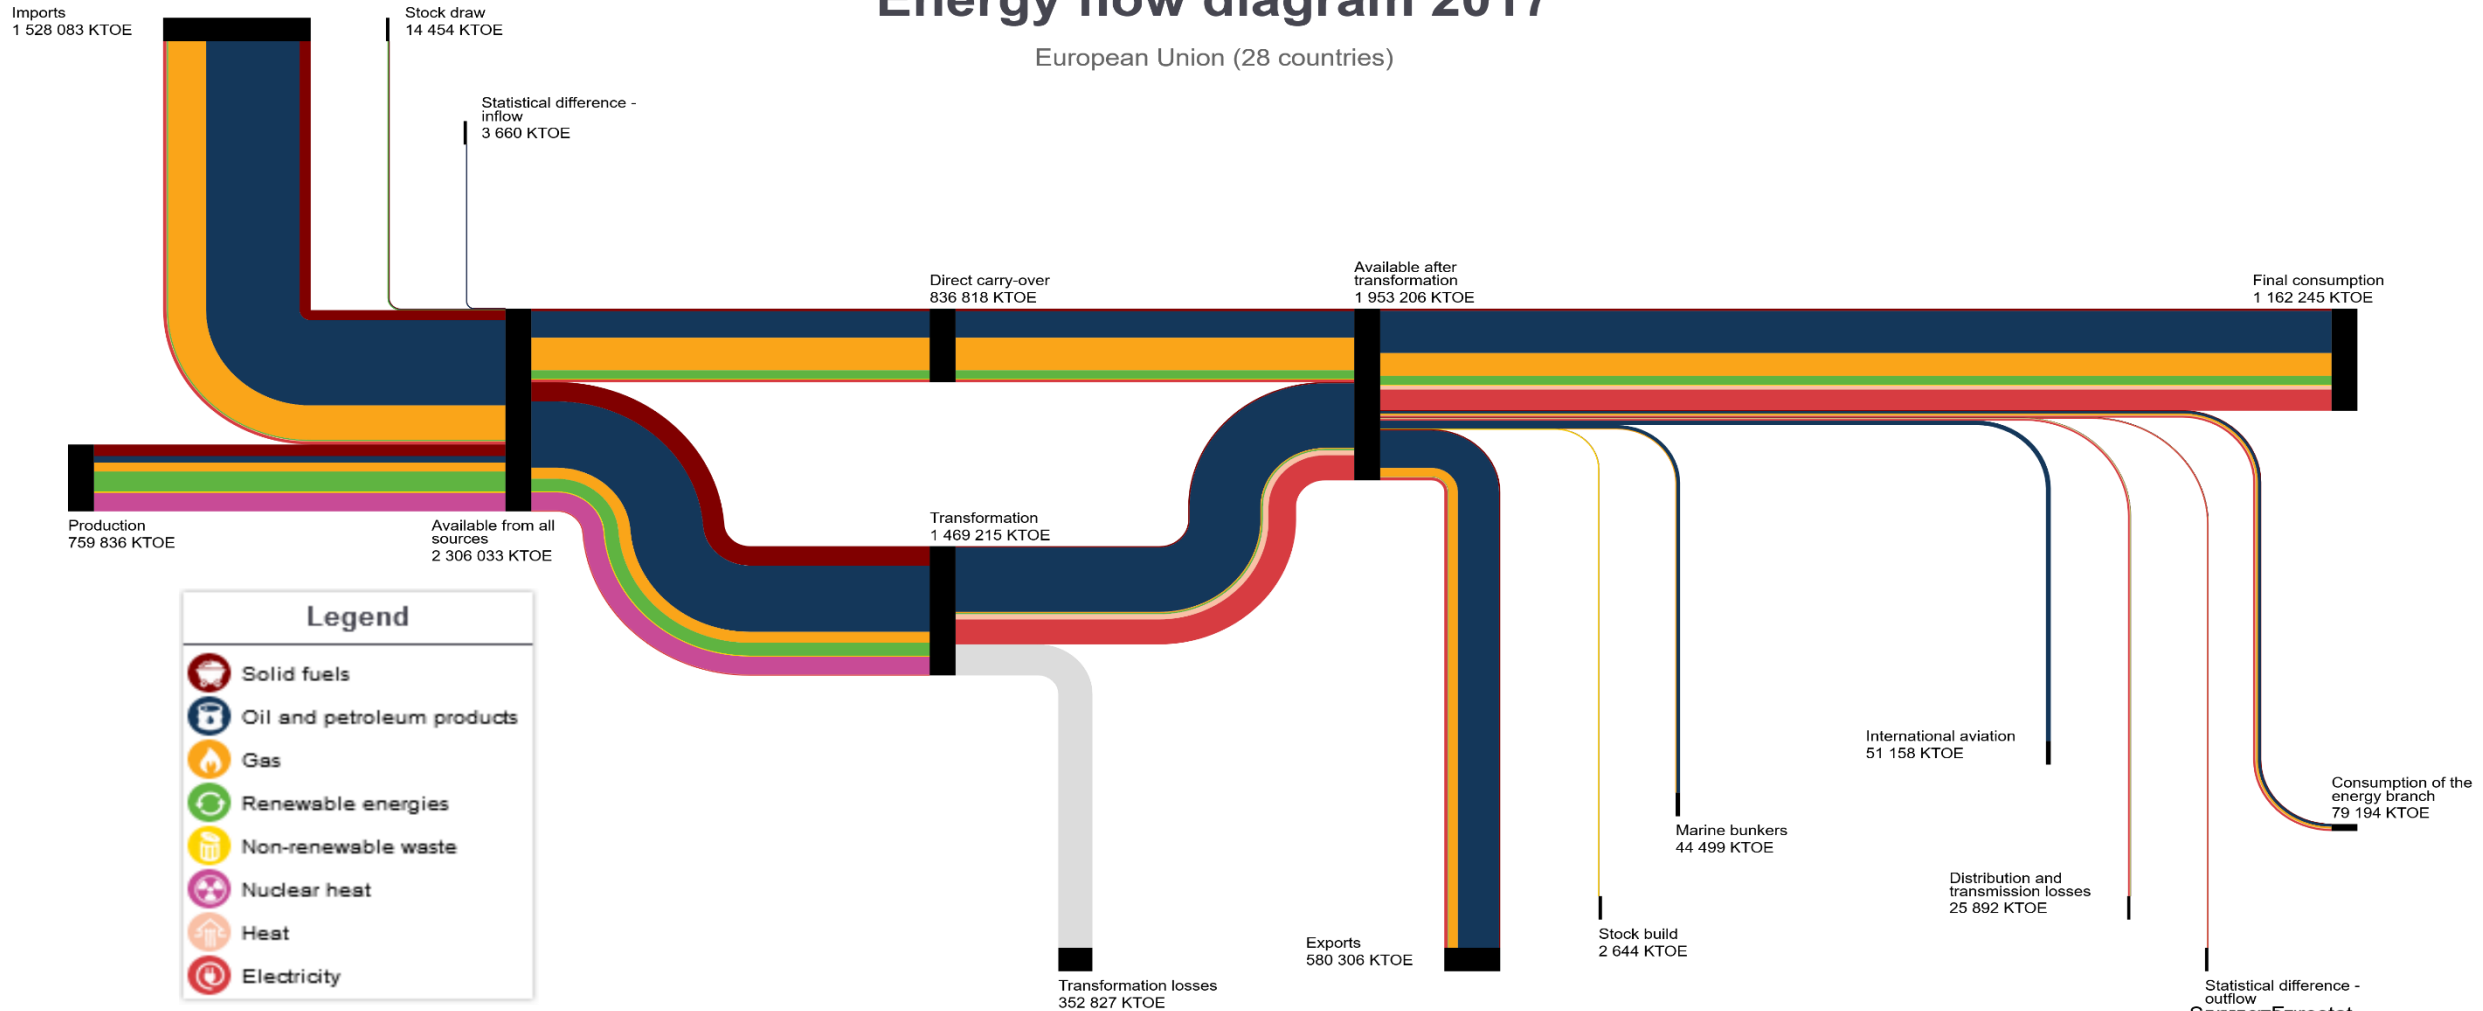 Energy flow diagram 2017
European Union (28 countries)
Imports
1 528 083 KTOE
Stock draw
14 454 KTOE
Statistical difference -
inflow
3 660 KTOE
Direct carry-over
836 818 KTOE
Available after
transformation
1 953 206 KTOE
Final consumption
1 162 245 KTOE
Production
759 836 KTOE
Available from all
sources
2 306 033 KTOE
Transformation
1 469 215 KTOE
Legend
Solid fuels
Oil and petroleum products
Gas
Renewable energies
Non-renewable waste
Nuclear heat
Heat
Electricity
International aviation
51 158 KTOE
Consumption of the
energy branch
79 194 KTOE
Marine bunkers
44 499 KTOE
Distribution and
transmission losses
25 892 KTOE
Stock build
2 644 KTOE
Exports
580 306 KTOE
Transformation losses
352 827 KTOE
Statistical difference -
outflow